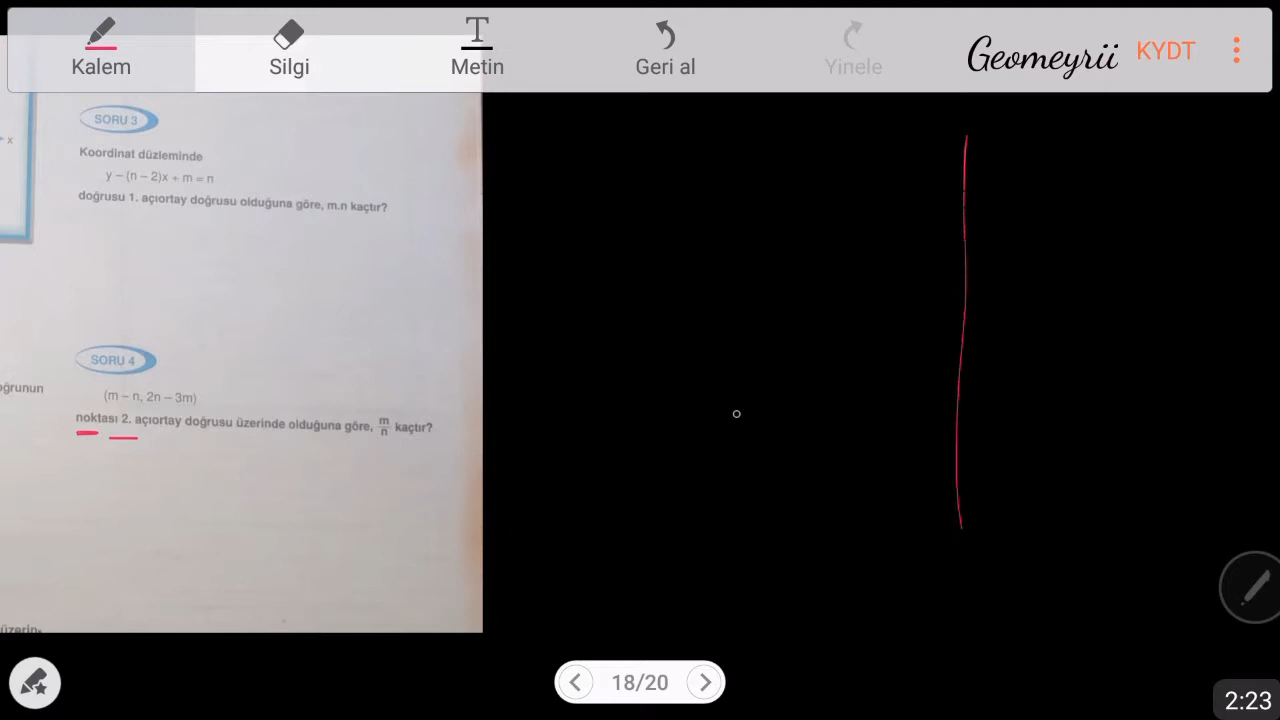 Kalem
Silgi
Metin
Geri al
Yinele
Geomeyrii
KYDT
x
SORU 3
Koordinat düzleminde
y – (n – 2)x + m = n
doğrusu 1. açıortay doğrusu olduğuna göre, m.n kaçtır?
SORU 4
(m – n, 2n – 3m)
noktası 2. açıortay doğrusu üzerinde olduğuna göre, m/n kaçtır?
18/20
2:23